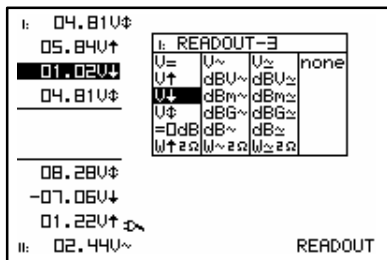 I: 04.81V⇕
05.84V↑
01.02V↓
04.81V⇕
I: READOUT-3
V= V~ V≃ none
V↑ dBV~ dBV≃
V↓ dBm~ dBm≃
V⇕ dBG~ dBG≃
=0dB dB~ dB≃
W↑2Ω W~2Ω W≃2Ω
08.28V⇕
-07.06V↓
01.22V↑
II: 02.44V~
READOUT